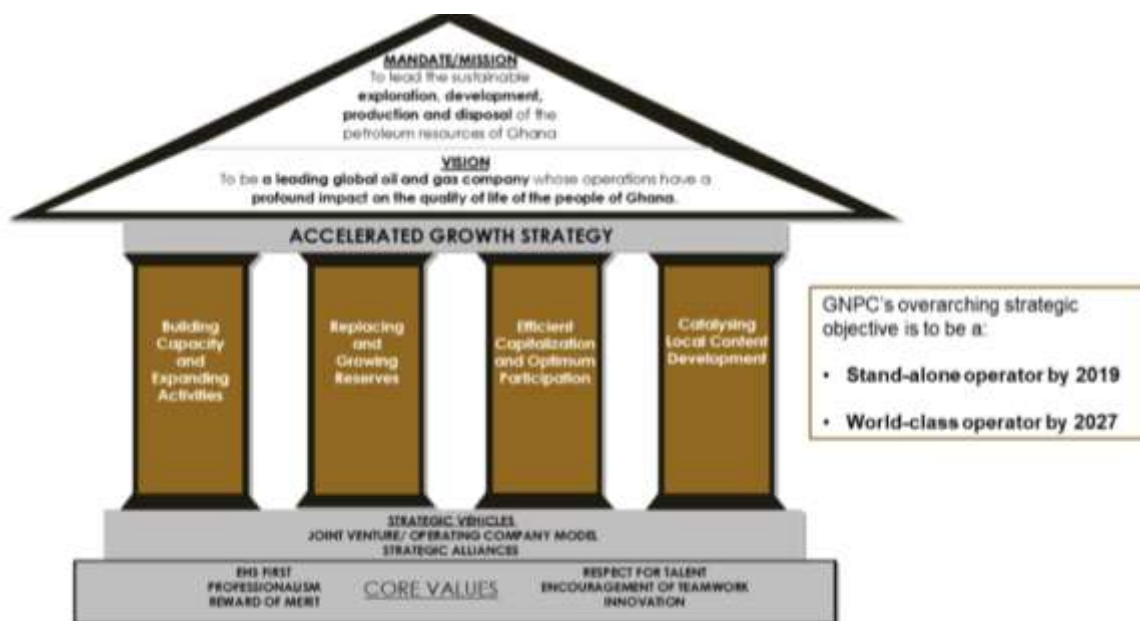 MANDATE/MISSION
To lead the sustainable
exploration, development,
production and disposal of the
petroleum resources of Ghana
VISION
To be a leading global oil and gas company whose operations have a
profound impact on the quality of life of the people of Ghana.
ACCELERATED GROWTH STRATEGY
Building
Capacity
and
Expanding
Activities
Replacing
and
Growing
Reserves
Efficient
Capitalization
and Optimum
Participation
Catalysing
Local Content
Development
GNPC's overarching strategic
objective is to be a:
• Stand-alone operator by 2019
• World-class operator by 2027
STRATEGIC VEHICLES
JOINT VENTURE/ OPERATING COMPANY MODEL
STRATEGIC ALLIANCES
EHS FIRST
PROFESSIONALISM
REWARD OF MERIT
CORE VALUES
RESPECT FOR TALENT
ENCOURAGEMENT OF TEAMWORK
INNOVATION